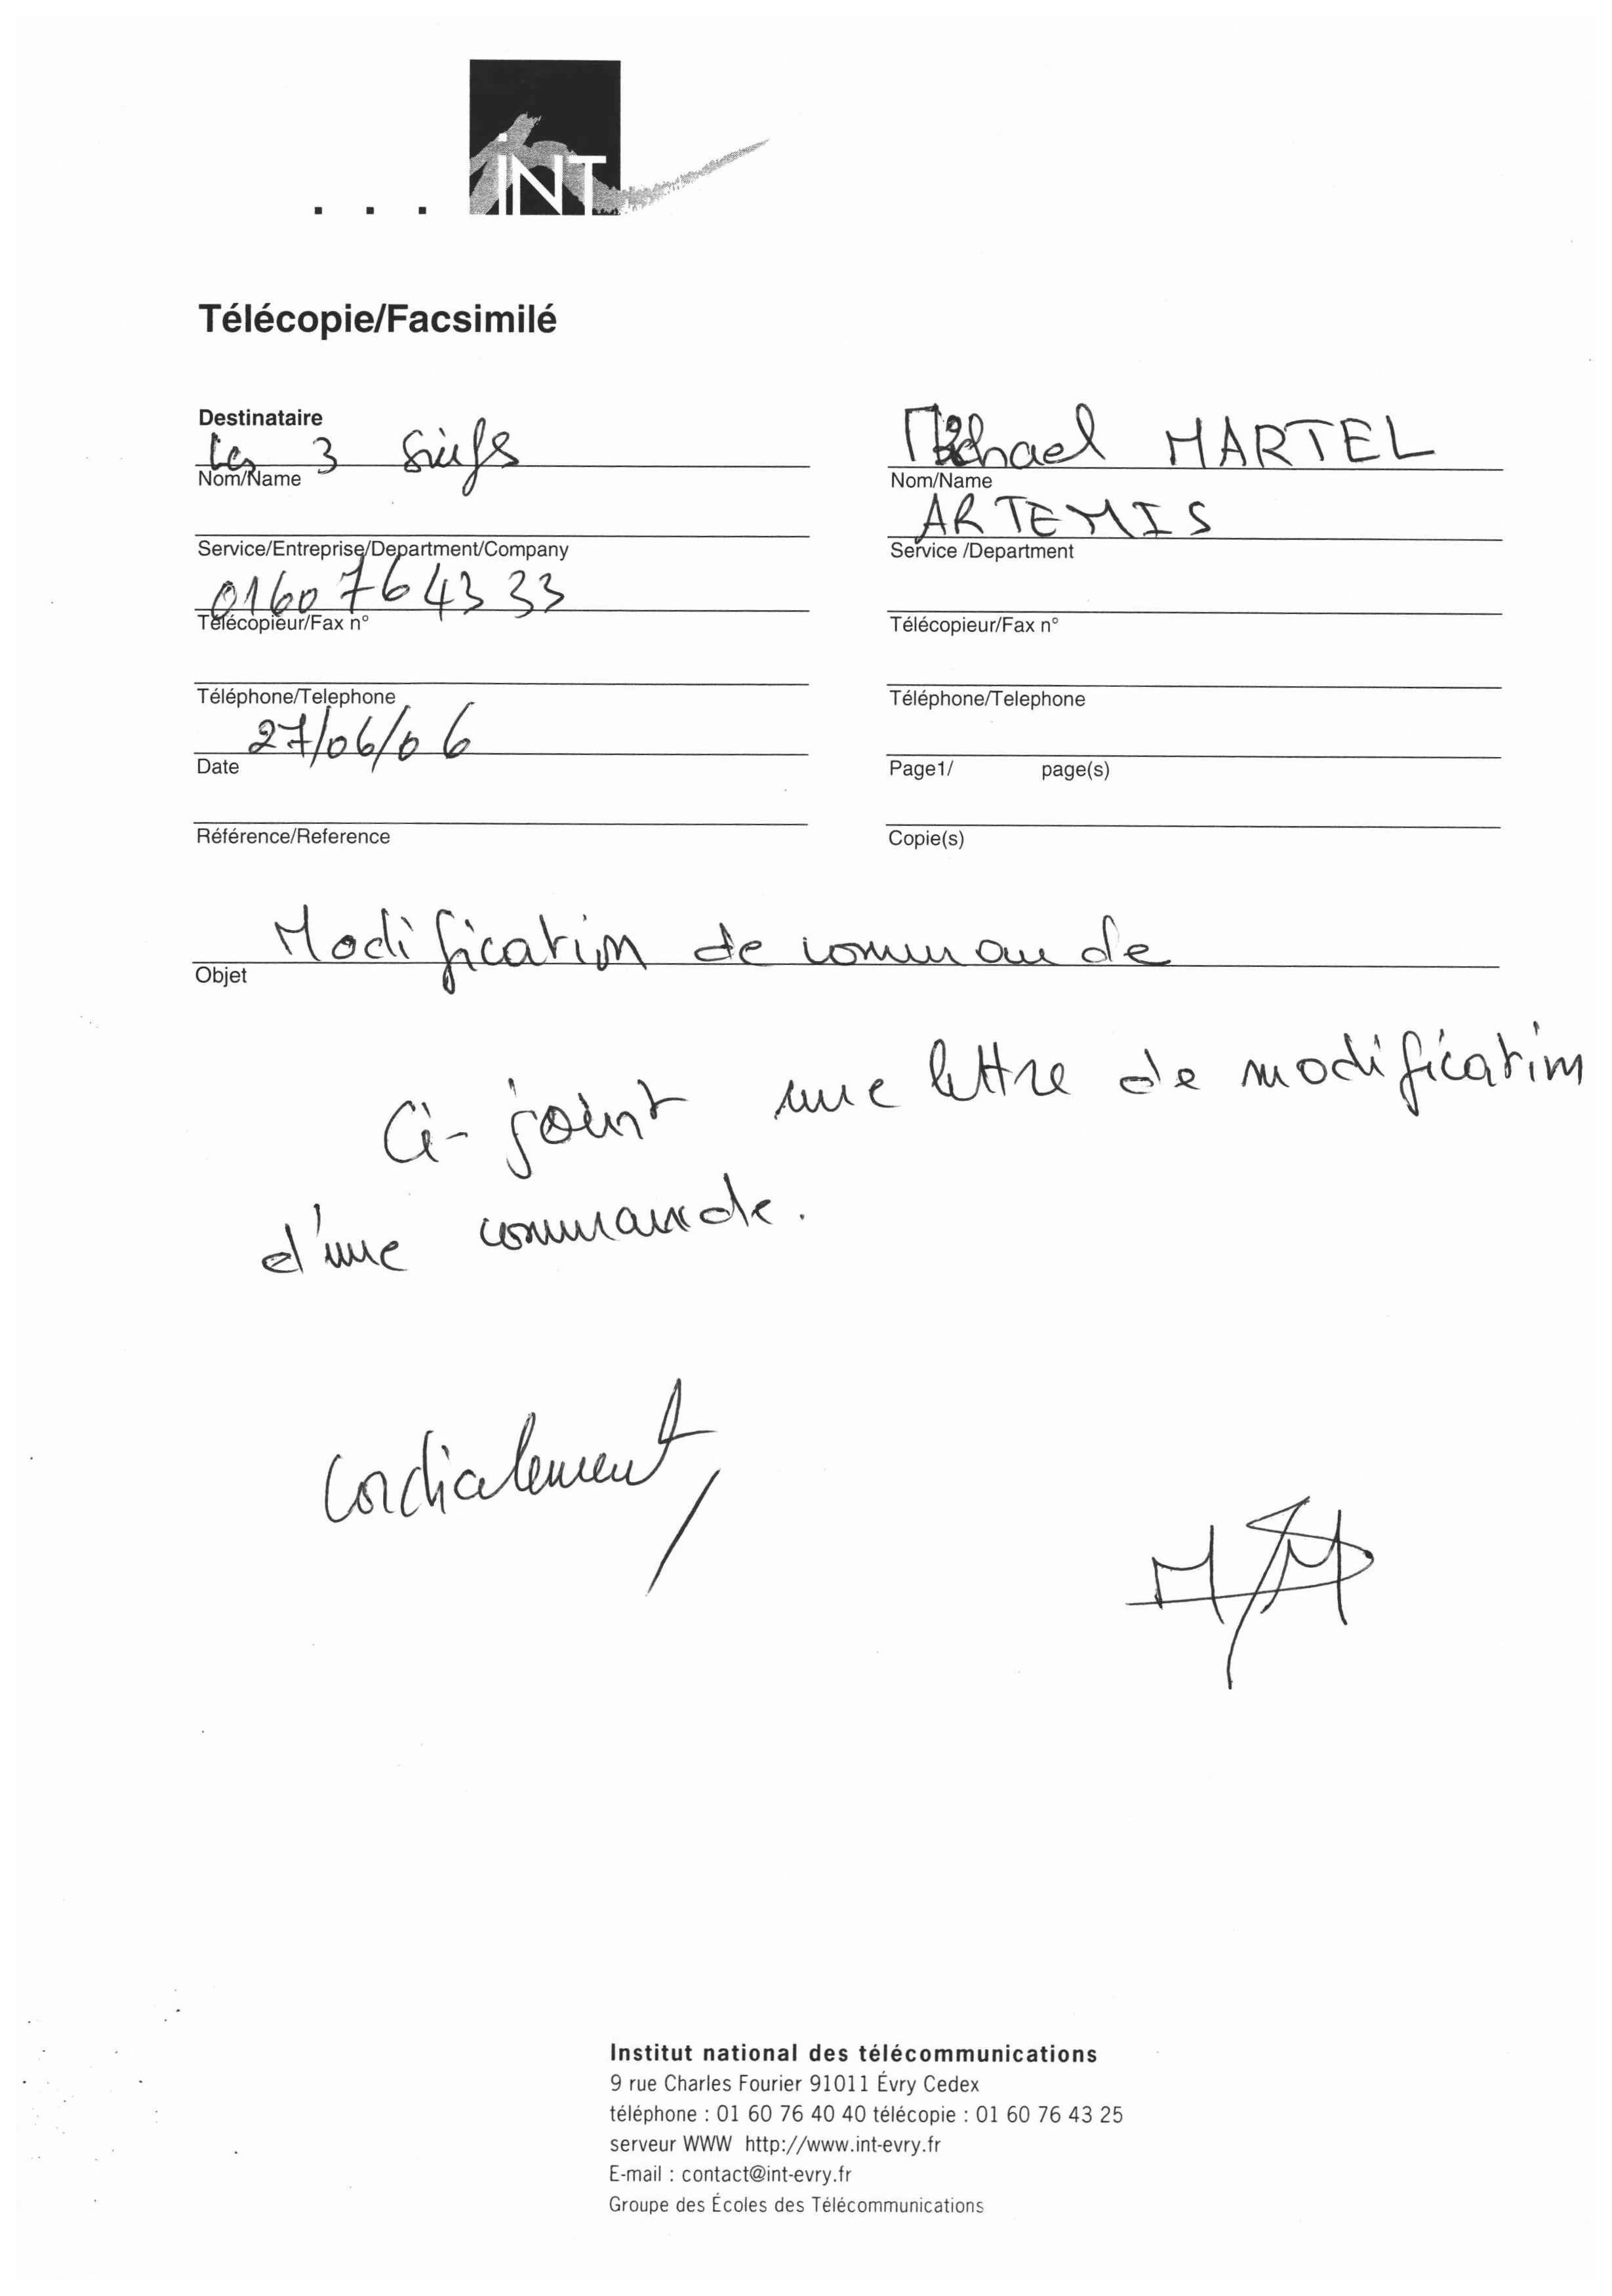 INT
Télécopie/Facsimilé
Destinataire
Les 3 Suifs
Nom/Name
Service/Entreprise/Department/Company
0160764333
Télécopieur/Fax n°
Téléphone/Telephone
27/06/06
Date
Référence/Reference
Michael MARTEL
Nom/Name
ARTEMIS
Service /Department
Télécopieur/Fax n°
Téléphone/Telephone
Page1/ page(s)
Copie(s)
Modification de commande
Objet
Ci-joint une lettre de modification
d'une commande.
Cordialement,
Institut national des télécommunications
9 rue Charles Fourier 91011 Évry Cedex
téléphone : 01 60 76 40 40 télécopie : 01 60 76 43 25
serveur WWW http://www.int-evry.fr
E-mail : contact@int-evry.fr
Groupe des Écoles des Télécommunications